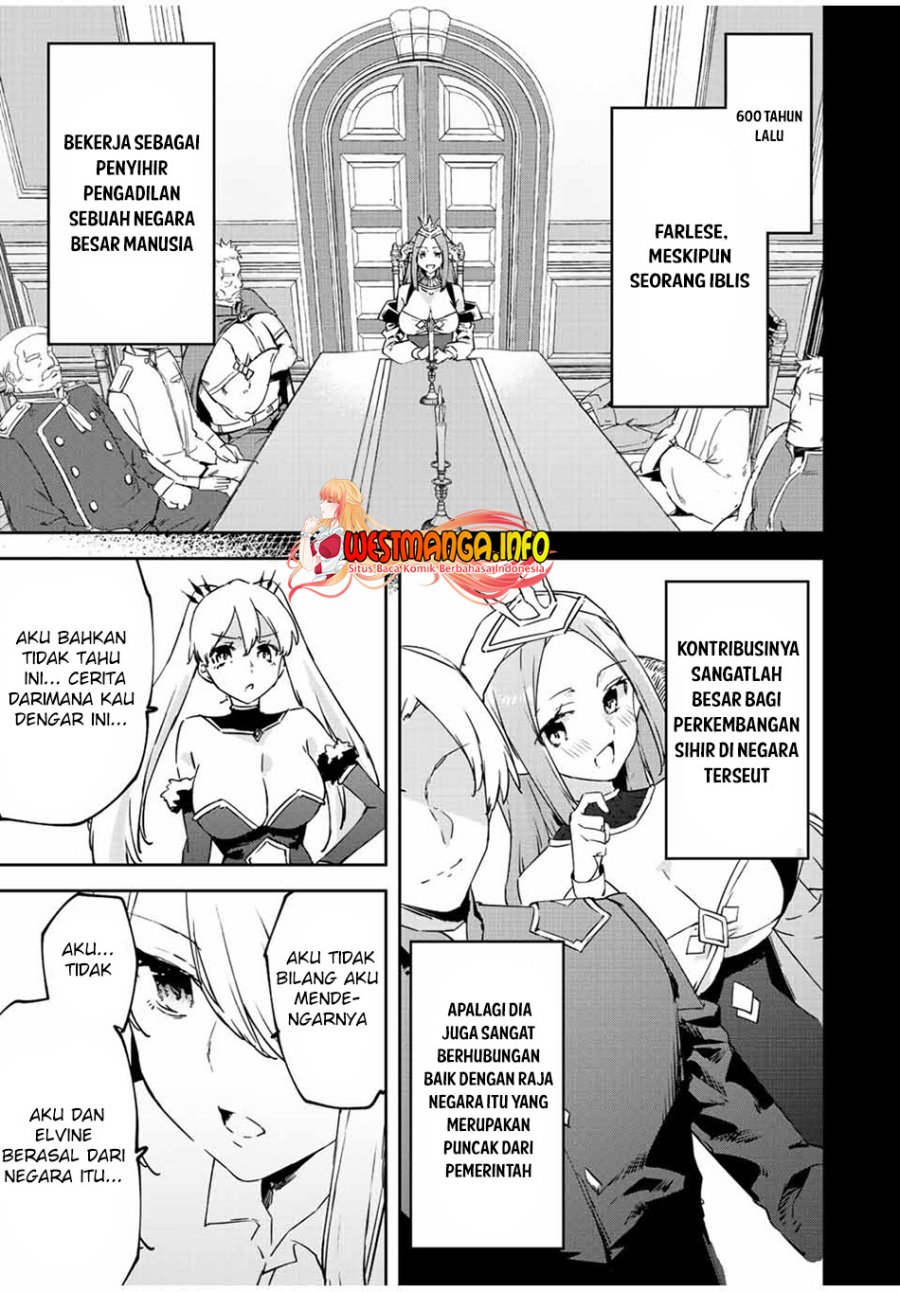 600 TAHUN
LALU
FARLESE,
MESKIPUN
SEORANG IBLIS
BEKERJA SEBAGAI
PENYIHIR
PENGADILAN
SEBUAH NEGARA
BESAR MANUSIA
WESTMANGA.INFO
Situs Baca Komik Berbahasa Indonesia
KONTRIBUSINYA
SANGATLAH
BESAR BAGI
PERKEMBANGAN
SIHIR DI NEGARA
TERSEUT
APALAGI DIA
JUGA SANGAT
BERHUBUNGAN
BAIK DENGAN RAJA
NEGARA ITU YANG
MERUPAKAN
PUNCAK DARI
PEMERINTAH
AKU BAHKAN
TIDAK TAHU
INI... CERITA
DARIMANA KAU
DENGAR INI...
AKU TIDAK
BILANG AKU
MENDE-
NGARNYA
AKU...
TIDAK
AKU DAN
ELVINE
BERASAL DARI
NEGARA ITU...